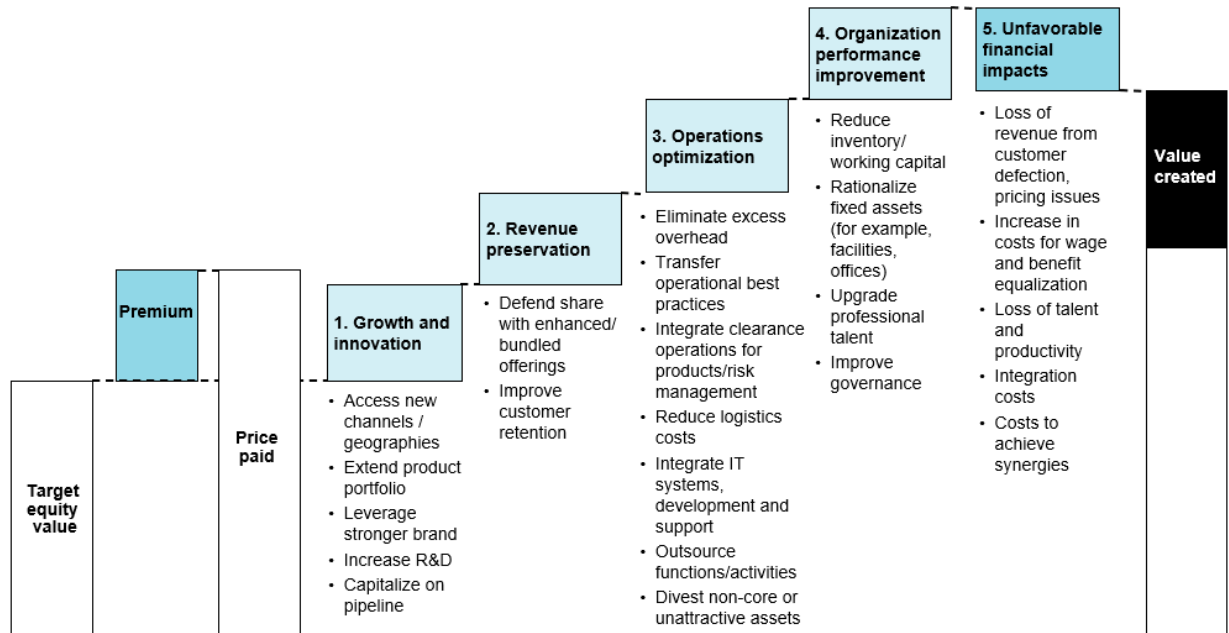 Target
equity
value
Premium
Price
paid
1. Growth and
innovation
• Access new
channels /
geographies
• Extend product
portfolio
• Leverage
stronger brand
• Increase R&D
• Capitalize on
pipeline
2. Revenue
preservation
• Defend share
with enhanced/
bundled
offerings
• Improve
customer
retention
3. Operations
optimization
• Eliminate excess
overhead
• Transfer
operational best
practices
• Integrate clearance
operations for
products/risk
management
• Reduce logistics
costs
• Integrate IT
systems,
development and
support
• Outsource
functions/activities
• Divest non-core or
unattractive assets
4. Organization
performance
improvement
• Reduce
inventory/
working capital
• Rationalize
fixed assets
(for example,
facilities,
offices)
• Upgrade
professional
talent
• Improve
governance
5. Unfavorable
financial
impacts
• Loss of
revenue from
customer
defection,
pricing issues
• Increase in
costs for wage
and benefit
equalization
• Loss of talent
and
productivity
• Integration
costs
• Costs to
achieve
synergies
Value
created